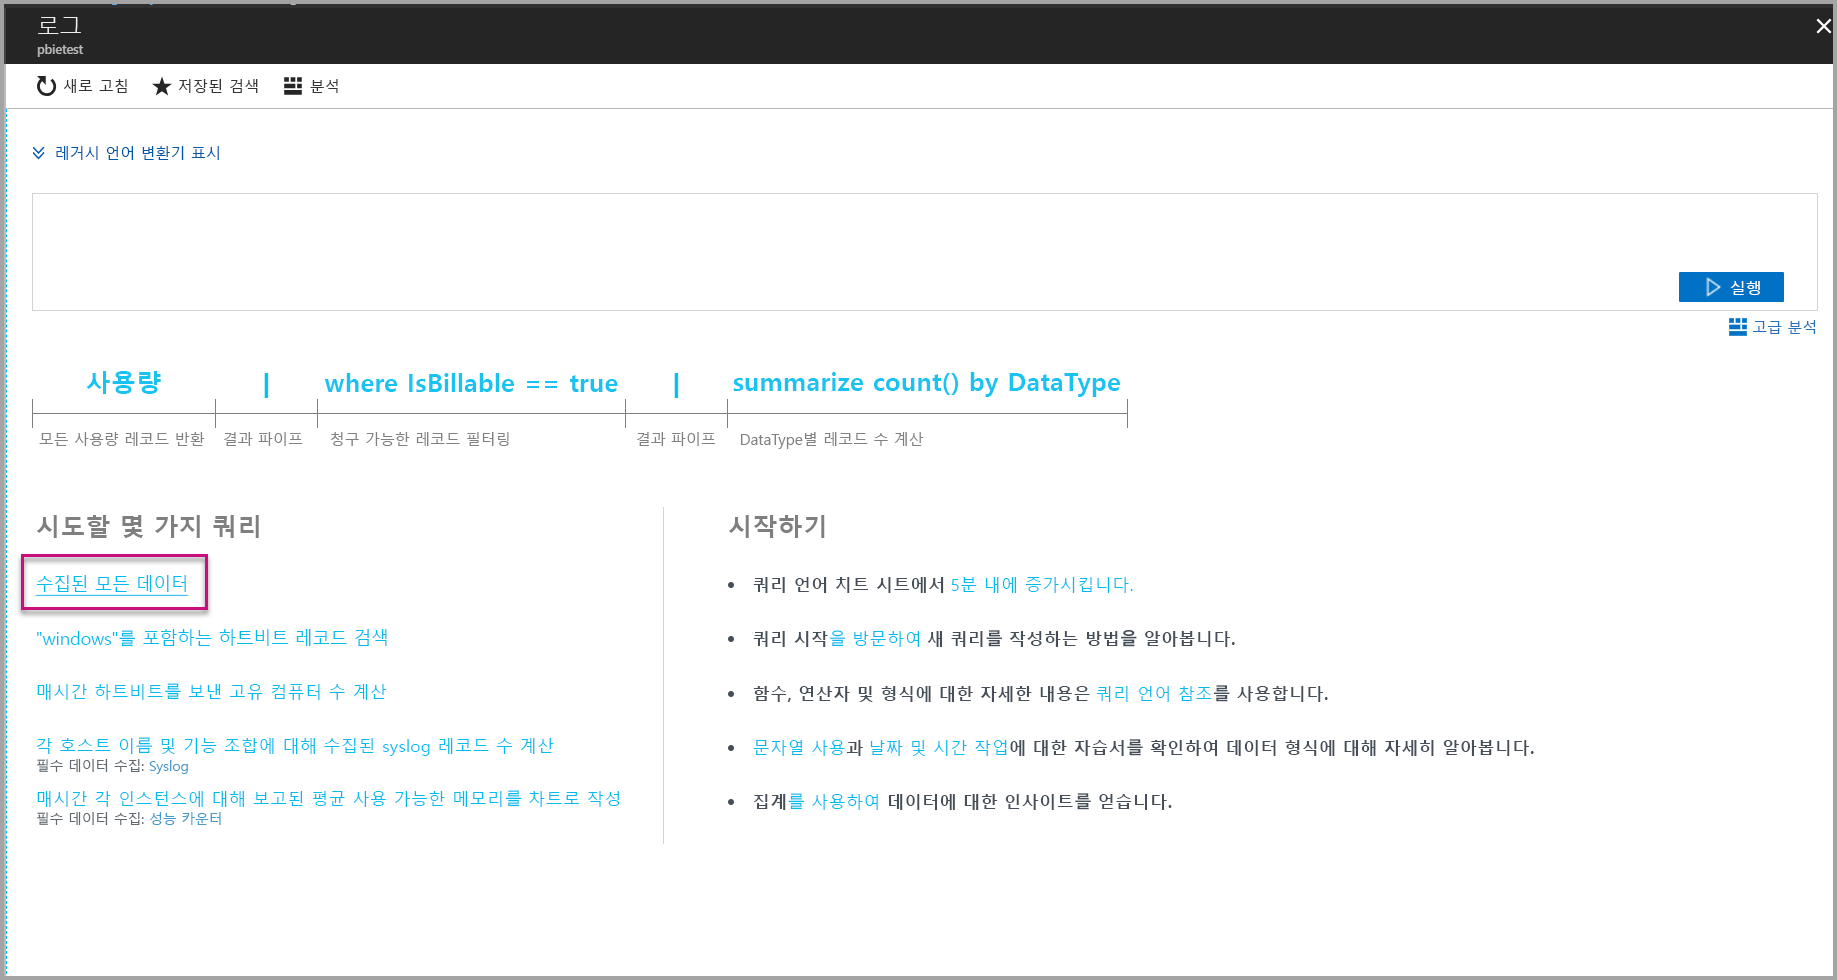 로그
pbietest
새로 고침 저장된 검색 분석
레거시 언어 변환기 표시
실행
고급 분석
사용량 | where IsBillable == true | summarize count() by DataType
모든 사용량 레코드 반환 결과 파이프 청구 가능한 레코드 필터링 결과 파이프 DataType별 레코드 수 계산
시도할 몇 가지 쿼리
수집된 모든 데이터
"windows"를 포함하는 하트비트 레코드 검색
매시간 하트비트를 보낸 고유 컴퓨터 수 계산
각 호스트 이름 및 기능 조합에 대해 수집된 syslog 레코드 수 계산
필수 데이터 수집: Syslog
매시간 각 인스턴스에 대해 보고된 평균 사용 가능한 메모리를 차트로 작성
필수 데이터 수집: 성능 카운터
시작하기
• 쿼리 언어 치트 시트에서 5분 내에 증가시킵니다.
• 쿼리 시작을 방문하여 새 쿼리를 작성하는 방법을 알아봅니다.
• 함수, 연산자 및 형식에 대한 자세한 내용은 쿼리 언어 참조를 사용합니다.
• 문자열 사용과 날짜 및 시간 작업에 대한 자습서를 확인하여 데이터 형식에 대해 자세히 알아봅니다.
• 집계를 사용하여 데이터에 대한 인사이트를 얻습니다.